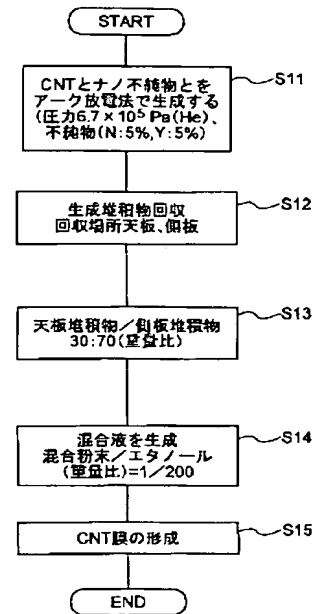 START
CNTとナノ不純物とを
アーク放電法で生成する
(圧力6.7×10⁵ Pa(He)、
不純物(N:5%,Y:5%)
S11
生成堆積物回収
回収場所天板、側板
S12
天板堆積物/側板堆積物
30:70(重量比)
S13
混合液を生成
混合粉末/エタノール
(重量比)=1/200
S14
CNT膜の形成
S15
END